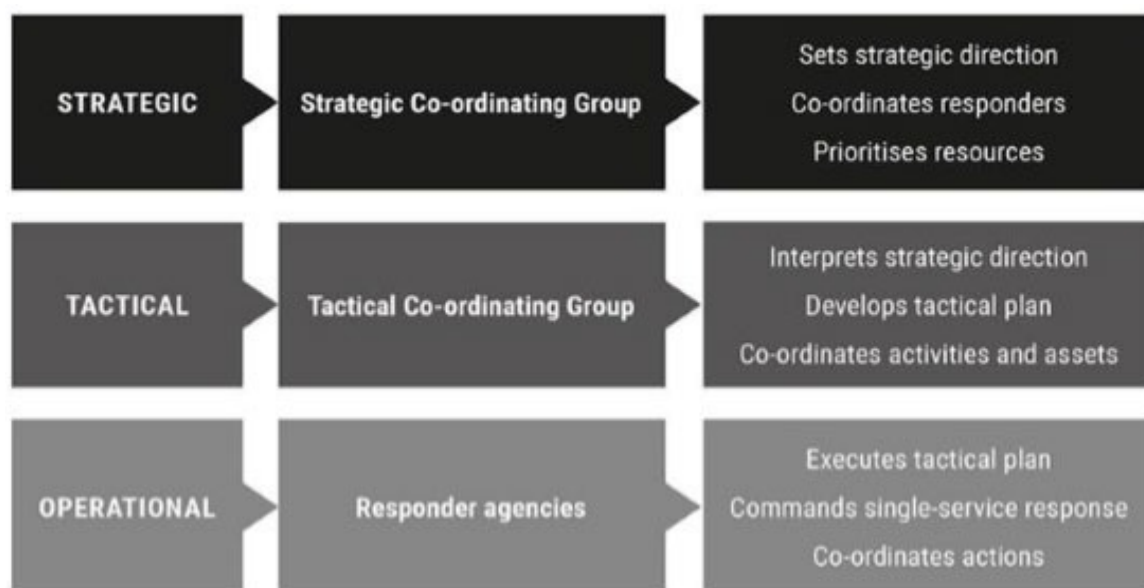 STRATEGIC
Strategic Co-ordinating Group
Sets strategic direction
Co-ordinates responders
Prioritises resources
TACTICAL
Tactical Co-ordinating Group
Interprets strategic direction
Develops tactical plan
Co-ordinates activities and assets
OPERATIONAL
Responder agencies
Executes tactical plan
Commands single-service response
Co-ordinates actions